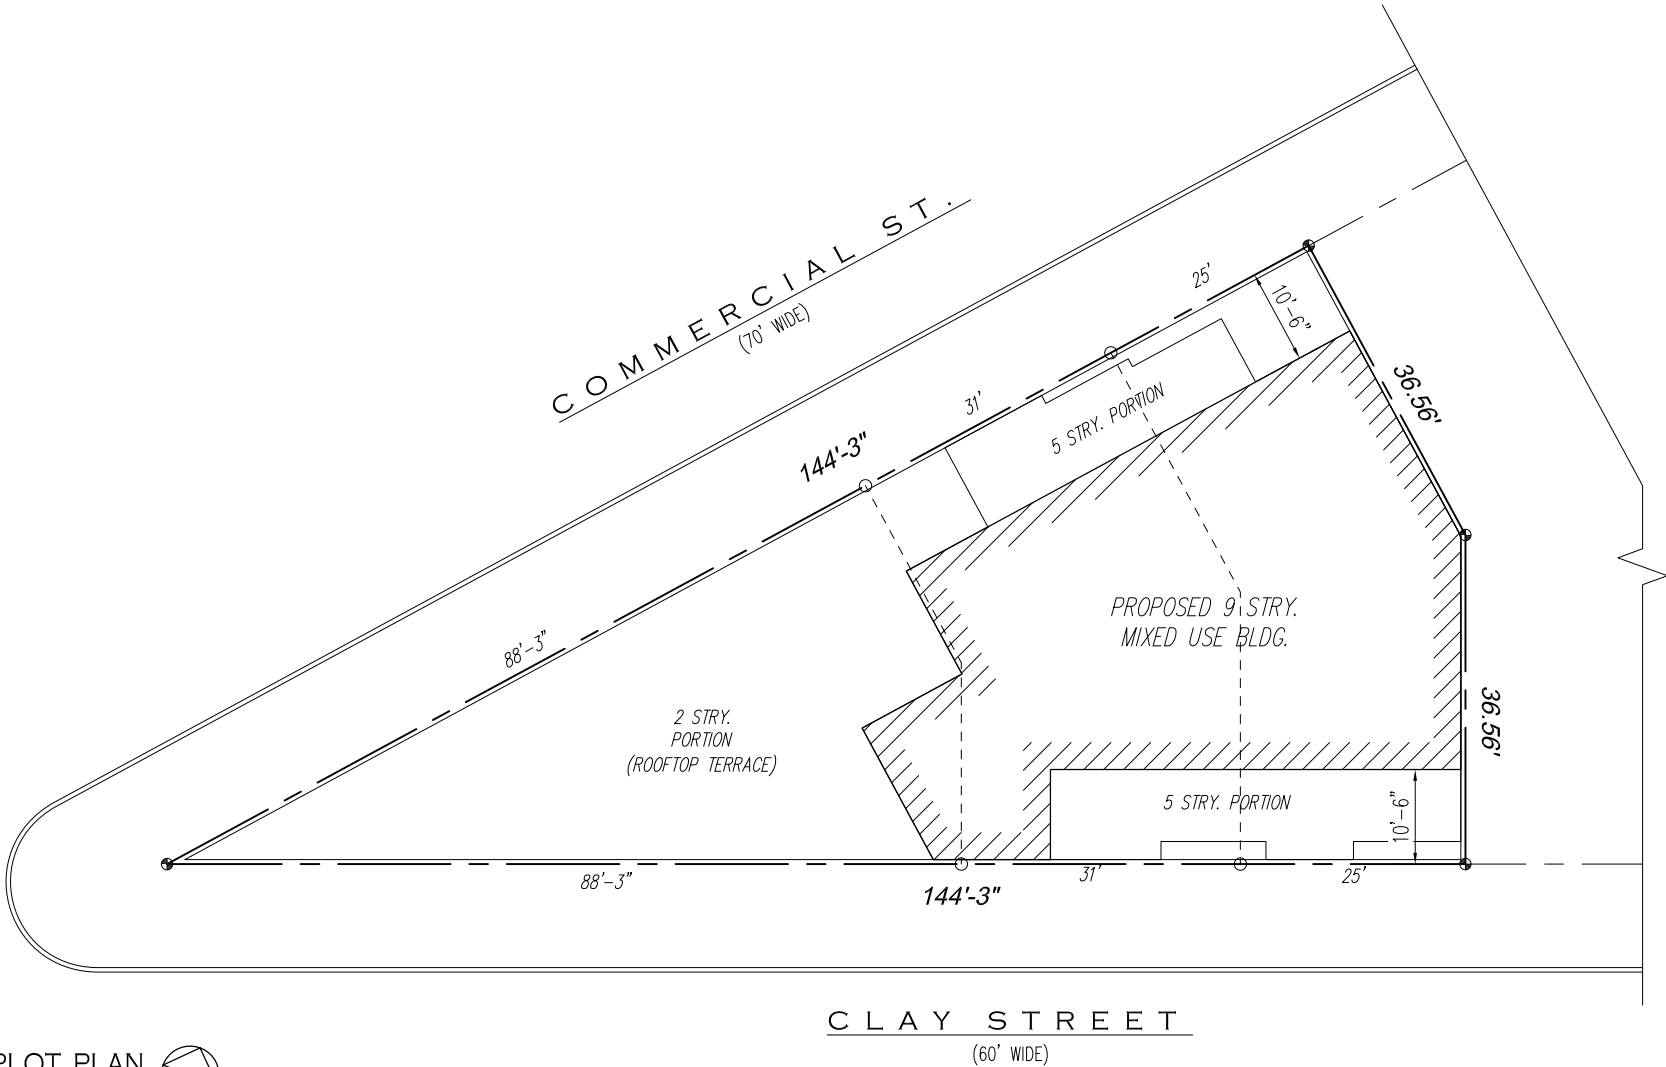 COMMERCIAL ST.
(70' WIDE)
25'
10'-6"
31'
5 STRY. PORTION
36.56'
144'-3"
88'-3"
PROPOSED 9 STRY.
MIXED USE BLDG.
2 STRY.
PORTION
(ROOFTOP TERRACE)
36.56'
5 STRY. PORTION
10'-6"
88'-3"
31'
25'
144'-3"
CLAY STREET
(60' WIDE)
PLOT PLAN